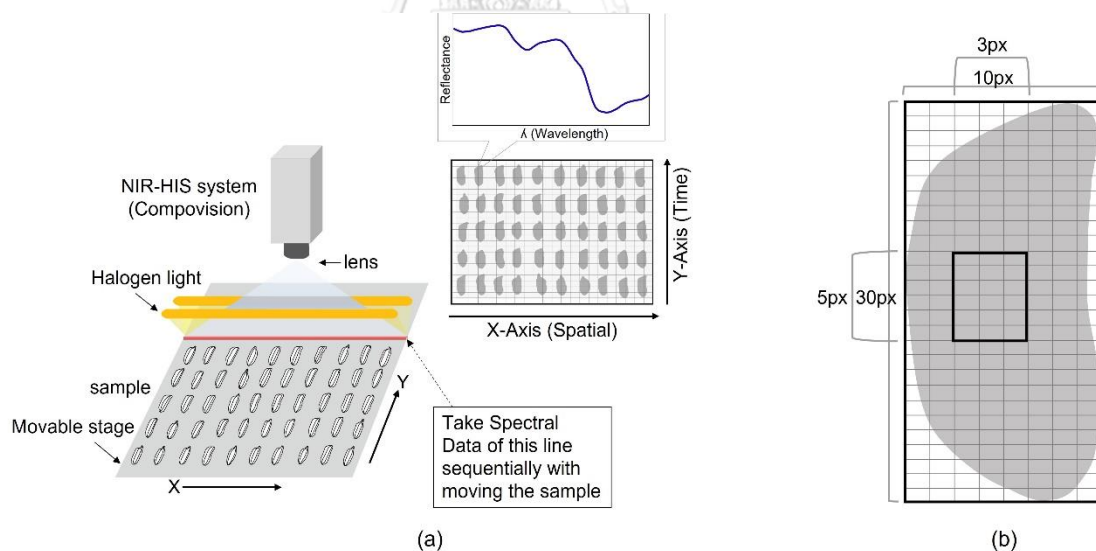 Reflectance
ʎ (Wavelength)
NIR-HIS system
(Compovision)
lens
Halogen light
Y-Axis (Time)
X-Axis (Spatial)
sample
Y
Movable stage
X
Take Spectral
Data of this line
sequentially with
moving the sample
(a)
3px
10px
5px
30px
(b)